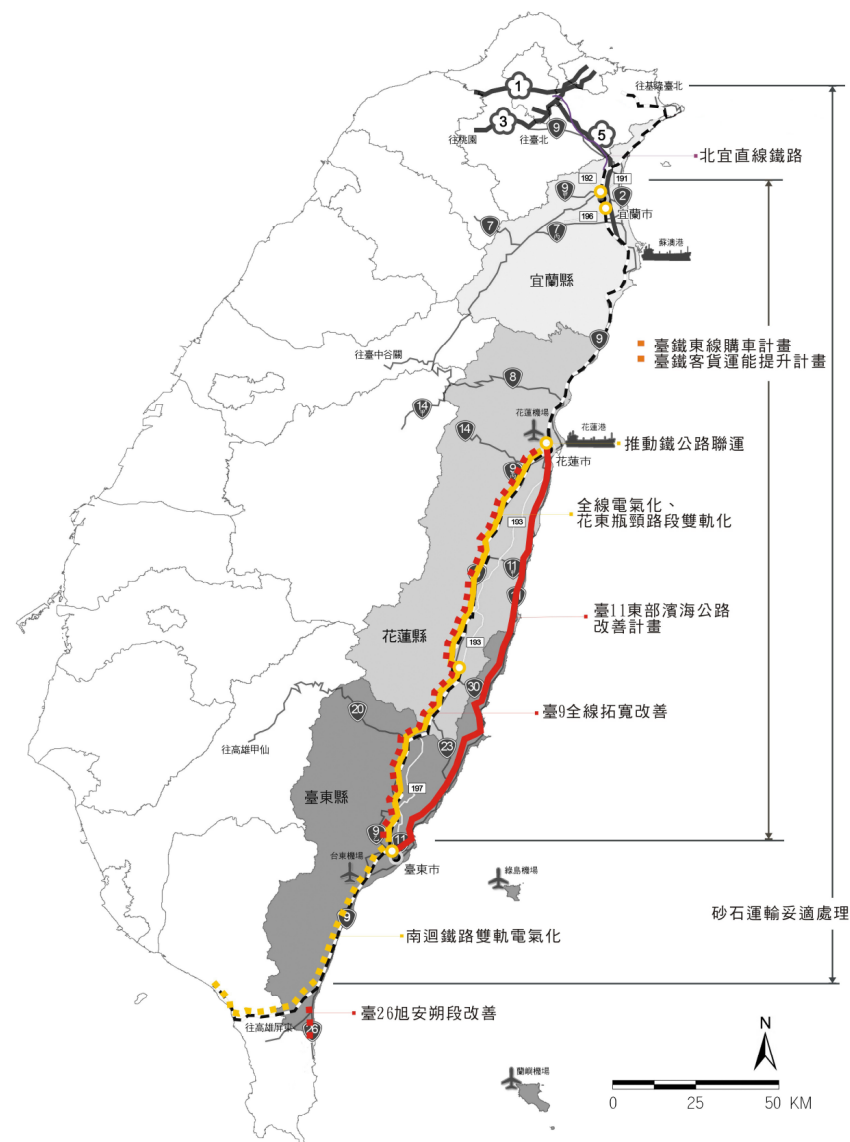 往基隆臺北
1
3
9
5
往桃園
往臺北
北宜直線鐵路
192
191
9
2
宜蘭市
196
7
7
蘇澳港
宜蘭縣
9
臺鐵東線購車計畫
臺鐵客貨運能提升計畫
往臺中谷關
8
14
14
花蓮機場
花蓮港
推動鐵公路聯運
花蓮市
9
全線電氣化、
花東瓶頸路段雙軌化
193
11
臺11東部濱海公路
改善計畫
花蓮縣
193
30
20
臺9全線拓寬改善
往高雄甲仙
23
197
臺東縣
9
11
台東機場
臺東市
綠島機場
砂石運輸妥適處理
9
南迴鐵路雙軌電氣化
臺26旭安朔段改善
往高雄屏東
26
N
蘭嶼機場
0 25 50 KM